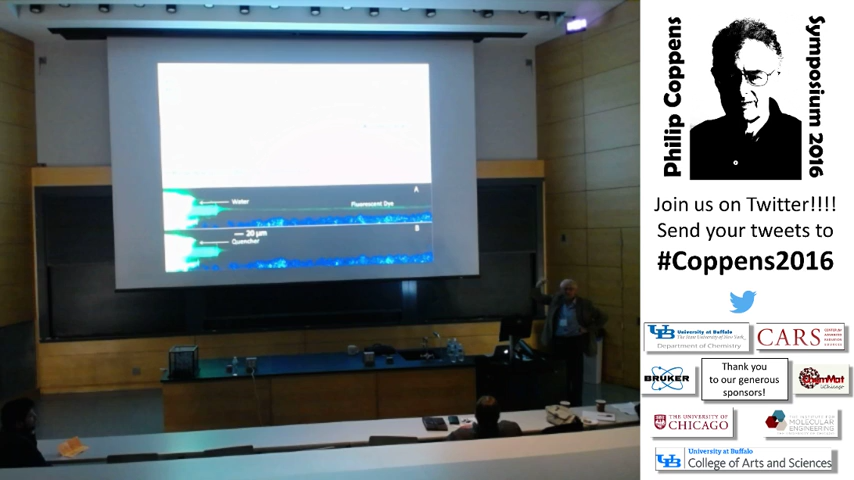 A
Water
Fluorescent Dye
20 µm
Quencher
B
Philip Coppens
Symposium 2016
Join us on Twitter!!!!
Send your tweets to
#Coppens2016
University at Buffalo
The State University of New York
Department of Chemistry
CARS
BRUKER
Thank you
to our generous
sponsors!
ChemMat
THE UNIVERSITY OF
CHICAGO
MOLECULAR
ENGINEERING
University at Buffalo
College of Arts and Sciences